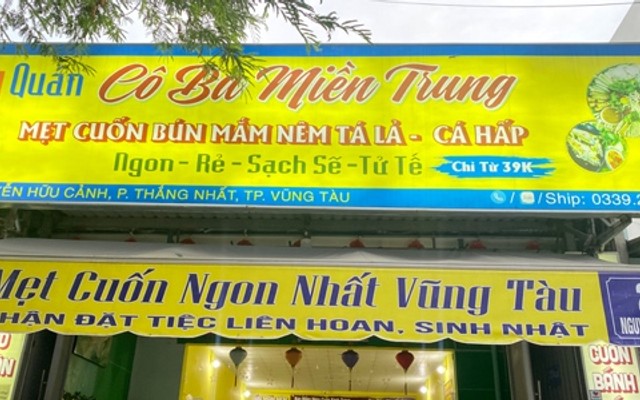 Quán Cô Ba Miền Trung
MẸT CUỐN BÚN MẮM NÊM TÁ LẢ - CÁ HẤP
Ngon - Rẻ - Sạch Sẽ - Tử Tế Chỉ Từ 39K
HỮU CẢNH, P. THẮNG NHẤT, TP. VŨNG TÀU / /Ship: 0339.2
Mẹt Cuốn Ngon Nhất Vũng Tàu
ĐẶT TIỆC LIÊN HOAN, SINH NHẬT
CUỐN
BÁNH